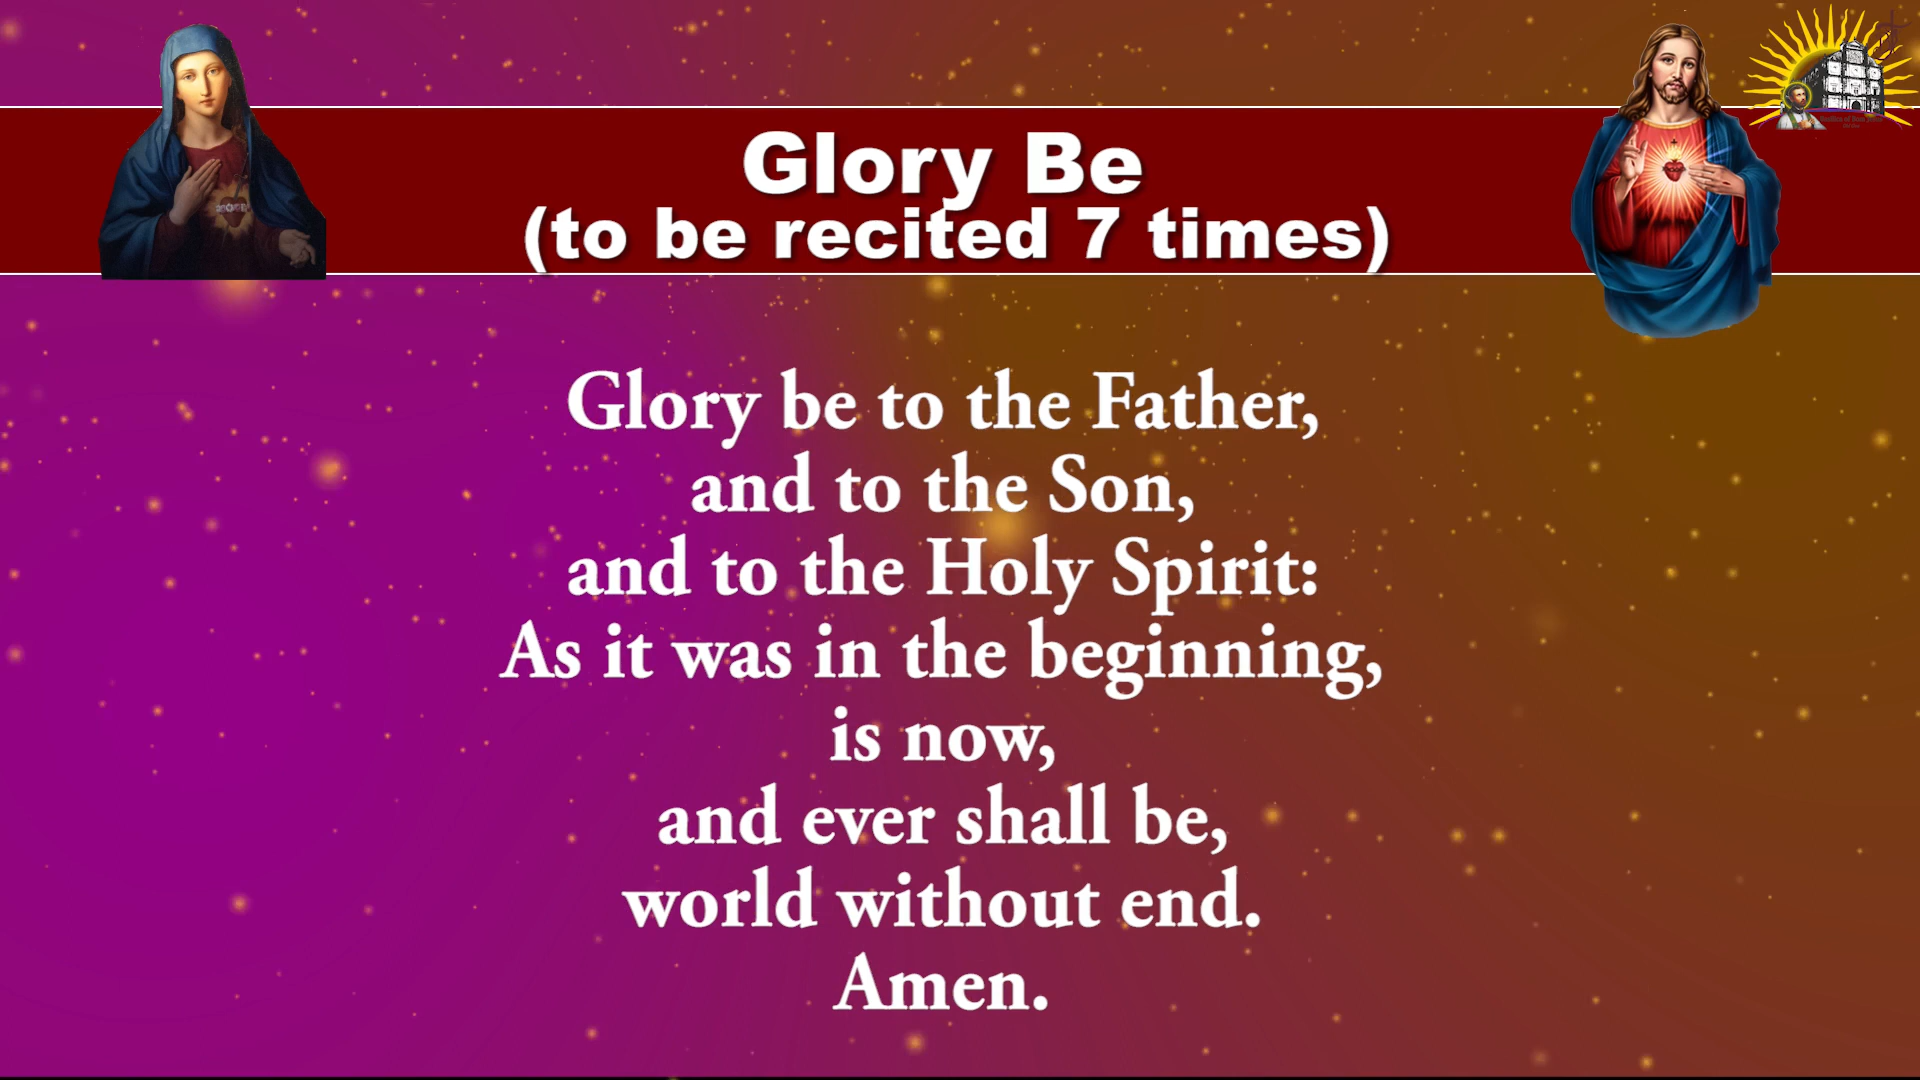 Glory Be
(to be recited 7 times)
Glory be to the Father,
and to the Son,
and to the Holy Spirit:
As it was in the beginning,
is now,
and ever shall be,
world without end.
Amen.